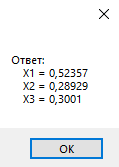 Ответ:
X1 = 0,52357
X2 = 0,28929
X3 = 0,3001
OK